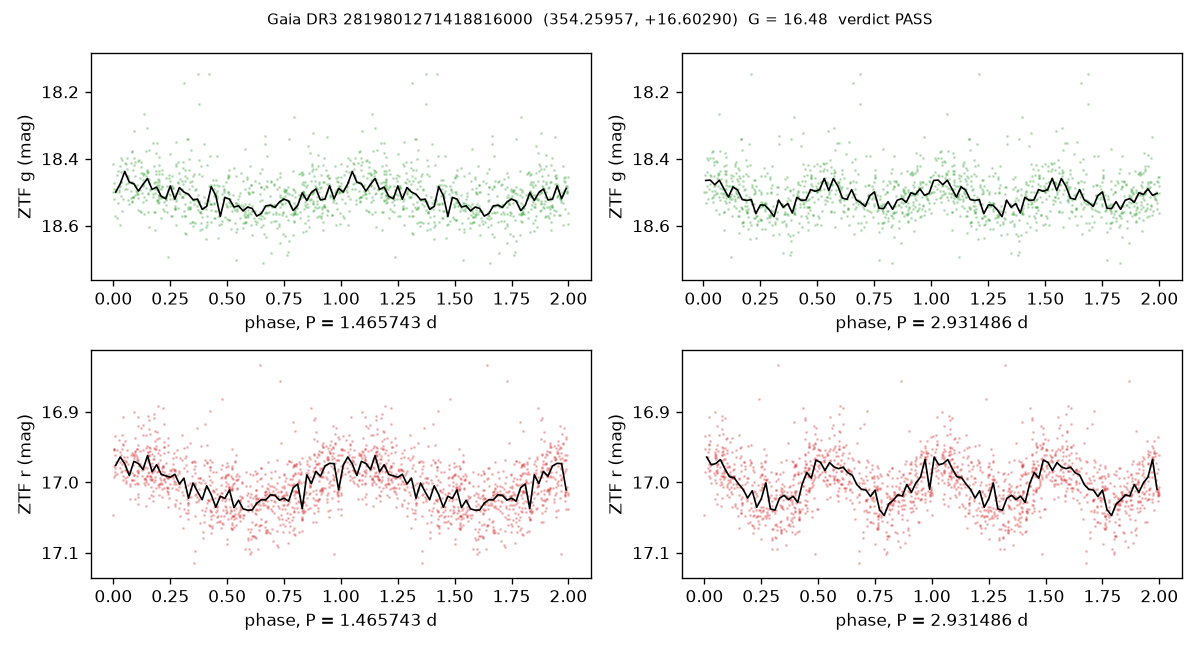 Gaia DR3 2819801271418816000 (354.25957, +16.60290) G = 16.48 verdict PASS
ZTF g (mag)
18.2
18.4
18.6
0.00 0.25 0.50 0.75 1.00 1.25 1.50 1.75 2.00
phase, P = 1.465743 d
ZTF g (mag)
18.2
18.4
18.6
0.00 0.25 0.50 0.75 1.00 1.25 1.50 1.75 2.00
phase, P = 2.931486 d
ZTF r (mag)
16.9
17.0
17.1
0.00 0.25 0.50 0.75 1.00 1.25 1.50 1.75 2.00
phase, P = 1.465743 d
ZTF r (mag)
16.9
17.0
17.1
0.00 0.25 0.50 0.75 1.00 1.25 1.50 1.75 2.00
phase, P = 2.931486 d